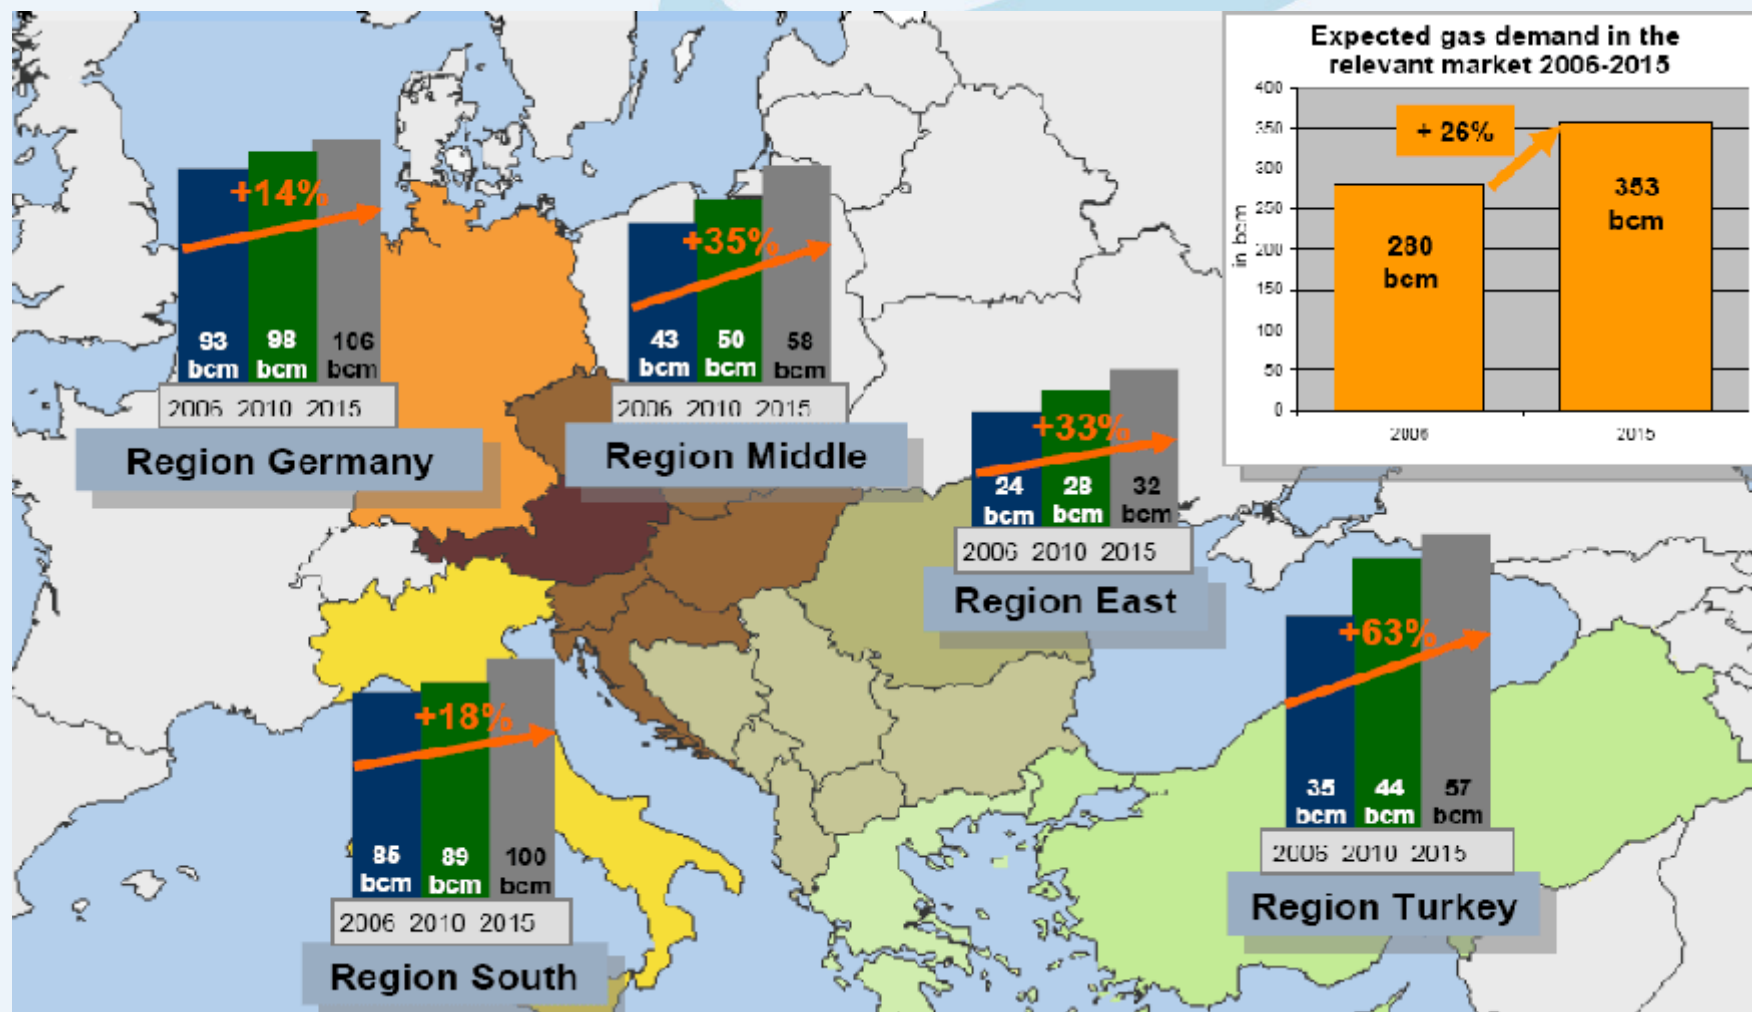 Expected gas demand in the
relevant market 2006-2015
in bcm
400
350
300
250
200
150
100
50
0
+ 26%
280
bcm
353
bcm
2006
2015
+14%
93
bcm
98
bcm
106
bcm
2006 2010 2015
Region Germany
+35%
43
bcm
50
bcm
58
bcm
2006 2010 2015
Region Middle
+33%
24
bcm
28
bcm
32
bcm
2006 2010 2015
Region East
+63%
35
bcm
44
bcm
57
bcm
2006 2010 2015
Region Turkey
+18%
85
bcm
89
bcm
100
bcm
2006 2010 2015
Region South